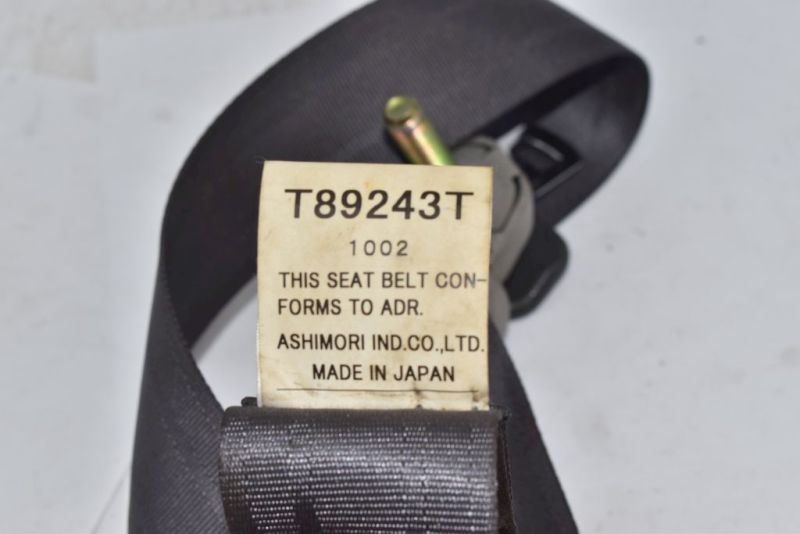 T89243T
1002
THIS SEAT BELT CON-
FORMS TO ADR.
ASHIMORI IND.CO.,LTD.
MADE IN JAPAN